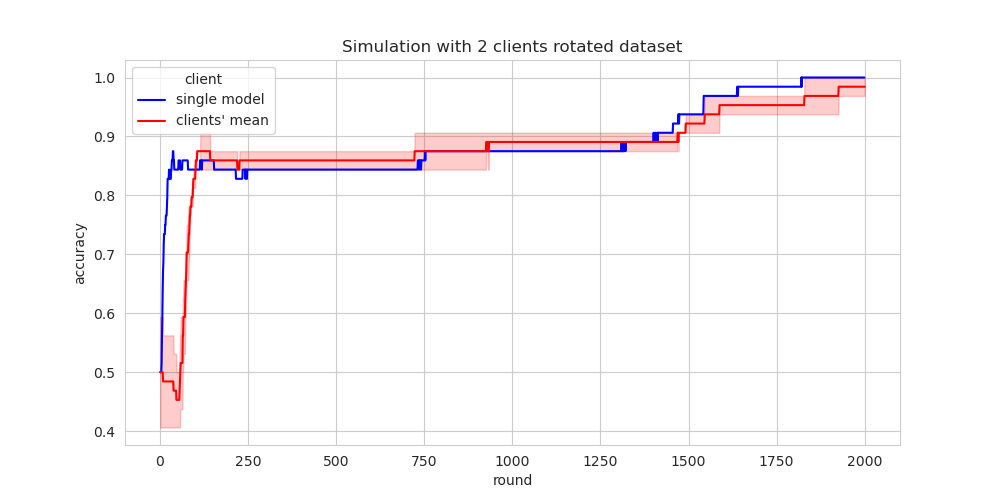 Simulation with 2 clients rotated dataset
client
single model
clients' mean
accuracy
1.0
0.9
0.8
0.7
0.6
0.5
0.4
0 250 500 750 1000 1250 1500 1750 2000
round